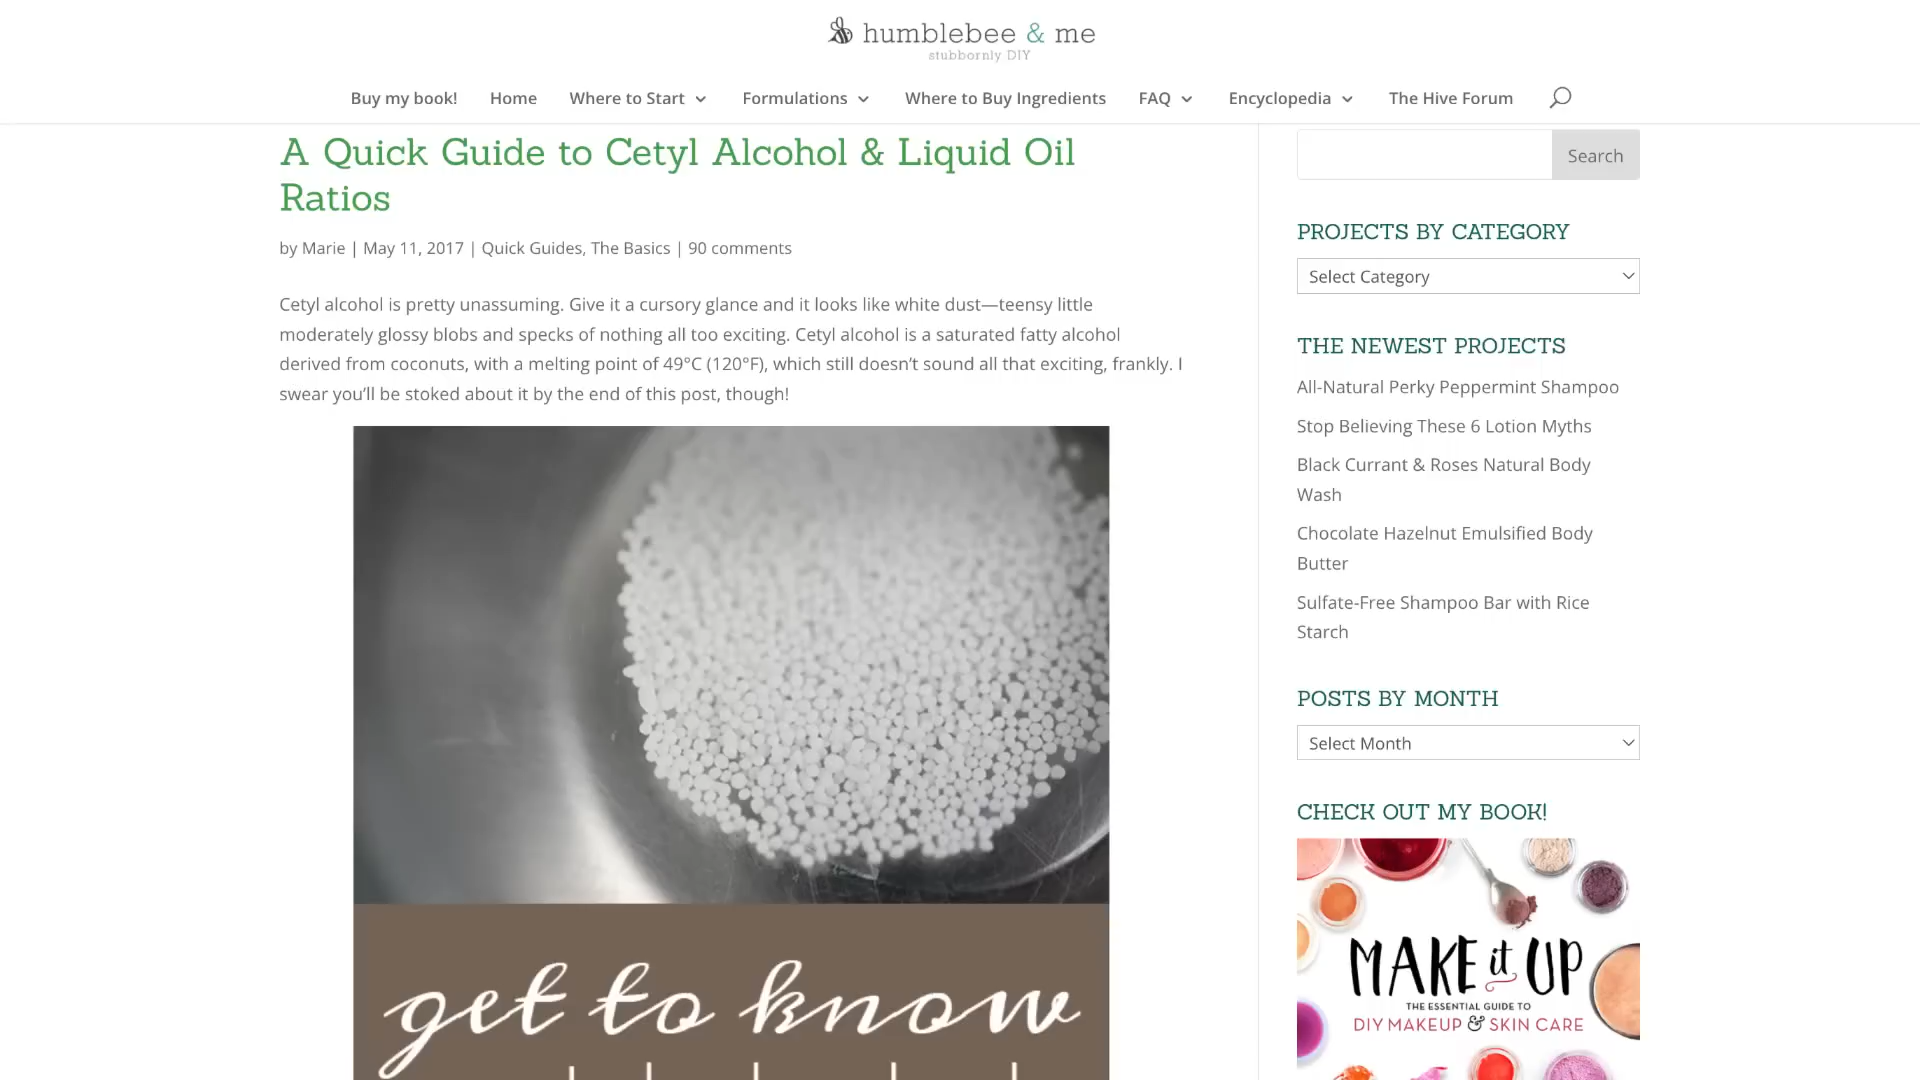 humblebee & me
stubbornly DIY
Buy my book!
Home
Where to Start
Formulations
Where to Buy Ingredients
FAQ
Encyclopedia
The Hive Forum
A Quick Guide to Cetyl Alcohol & Liquid Oil
Ratios
by Marie | May 11, 2017 | Quick Guides, The Basics | 90 comments
Cetyl alcohol is pretty unassuming. Give it a cursory glance and it looks like white dust—teensy little
moderately glossy blobs and specks of nothing all too exciting. Cetyl alcohol is a saturated fatty alcohol
derived from coconuts, with a melting point of 49°C (120°F), which still doesn’t sound all that exciting, frankly. I
swear you’ll be stoked about it by the end of this post, though!
get to know
Search
PROJECTS BY CATEGORY
Select Category
THE NEWEST PROJECTS
All-Natural Perky Peppermint Shampoo
Stop Believing These 6 Lotion Myths
Black Currant & Roses Natural Body
Wash
Chocolate Hazelnut Emulsified Body
Butter
Sulfate-Free Shampoo Bar with Rice
Starch
POSTS BY MONTH
Select Month
CHECK OUT MY BOOK!
MAKE it UP
THE ESSENTIAL GUIDE TO
DIY MAKEUP & SKIN CARE